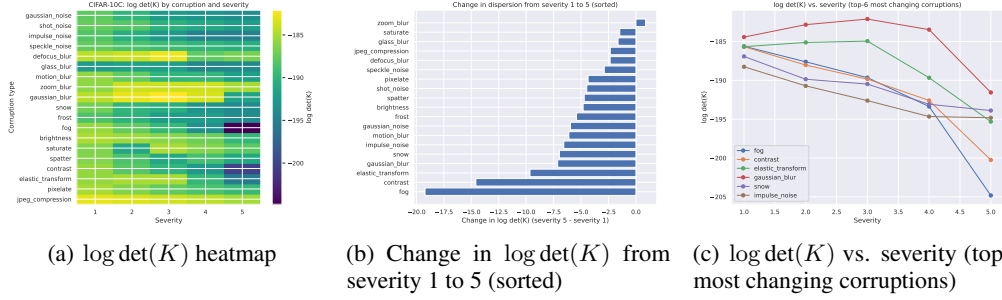 CIFAR-10C: log det(K) by corruption and severity
Corruption type
gaussian_noise
shot_noise
impulse_noise
speckle_noise
defocus_blur
glass_blur
motion_blur
zoom_blur
gaussian_blur
snow
frost
fog
brightness
saturate
spatter
contrast
elastic_transform
pixelate
jpeg_compression
1 2 3 4 5
Severity
−185
−190
−195
−200
log det(K)
(a) log det(K) heatmap
Change in dispersion from severity 1 to 5 (sorted)
zoom_blur
saturate
glass_blur
jpeg_compression
defocus_blur
speckle_noise
pixelate
shot_noise
spatter
brightness
frost
gaussian_noise
motion_blur
impulse_noise
snow
gaussian_blur
elastic_transform
contrast
fog
−20.0 −17.5 −15.0 −12.5 −10.0 −7.5 −5.0 −2.5 0.0
Change in log det(K) (severity 5 - severity 1)
(b) Change in log det(K) from
severity 1 to 5 (sorted)
log det(K) vs. severity (top-6 most changing corruptions)
log det(K)
−185
−190
−195
−200
−205
fog
contrast
elastic_transform
gaussian_blur
snow
impulse_noise
1.0 1.5 2.0 2.5 3.0 3.5 4.0 4.5 5.0
Severity
(c) log det(K) vs. severity (top
most changing corruptions)